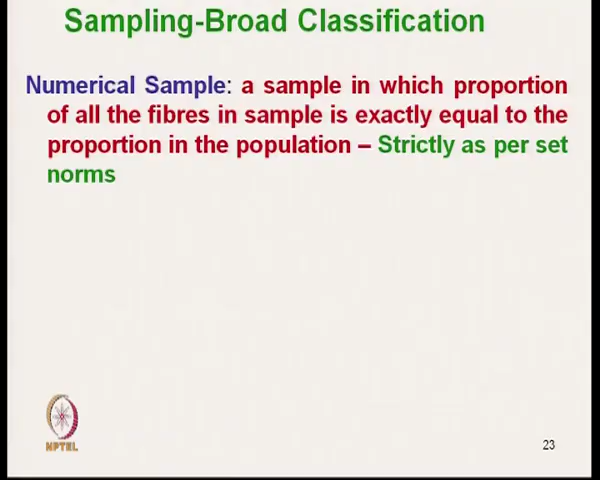 Sampling-Broad Classification
Numerical Sample: a sample in which proportion
of all the fibres in sample is exactly equal to the
proportion in the population – Strictly as per set
norms
NPTEL
23